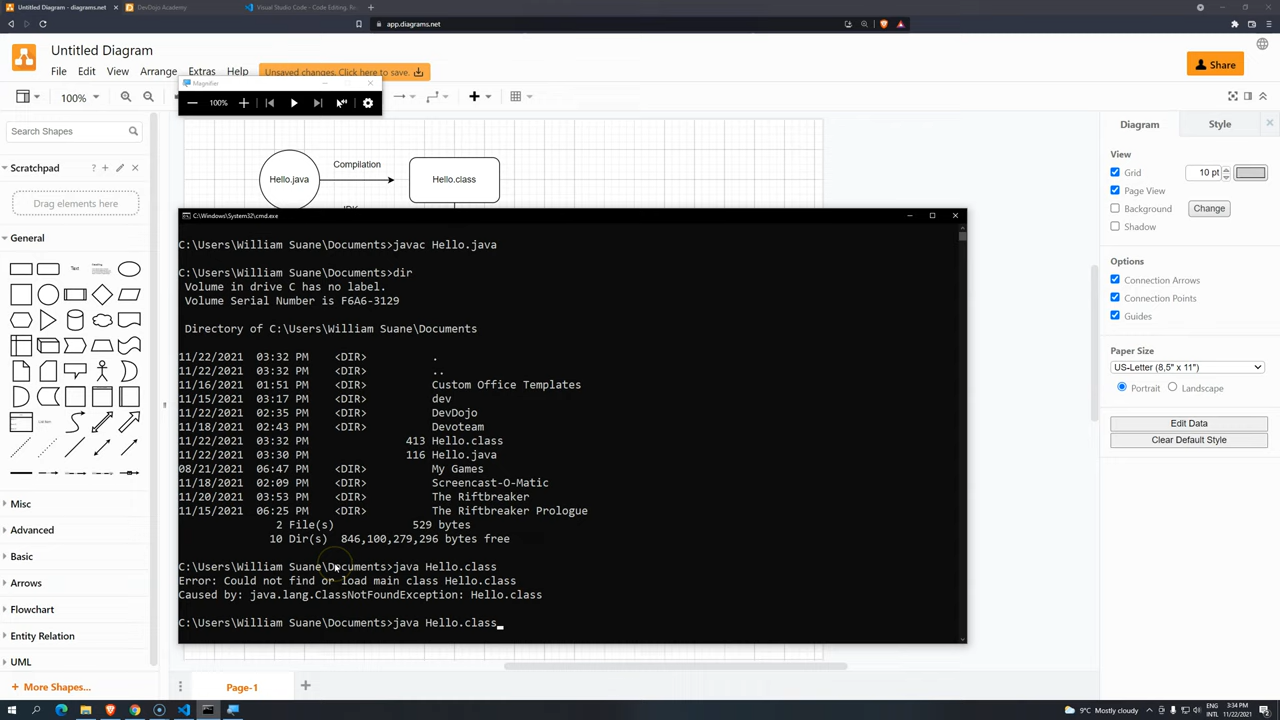 Untitled Diagram - diagrams.net
DevDojo Academy
Visual Studio Code - Code Editing. R
app.diagrams.net
Untitled Diagram
File Edit View Arrange Extras Help
Unsaved changes. Click here to save.
Share
Magnifier
100%
100%
Search Shapes
Scratchpad
Drag elements here
General
Text
Misc
Advanced
Basic
Arrows
Flowchart
Entity Relation
UML
More Shapes...
Hello.java
Compilation
Hello.class
C:\Windows\System32\cmd.exe
C:\Users\William Suane\Documents>javac Hello.java
C:\Users\William Suane\Documents>dir
Volume in drive C has no label.
Volume Serial Number is F6A6-3129
Directory of C:\Users\William Suane\Documents
11/22/2021 03:32 PM <DIR> .
11/22/2021 03:32 PM <DIR> ..
11/16/2021 01:51 PM <DIR> Custom Office Templates
11/15/2021 03:17 PM <DIR> dev
11/22/2021 02:35 PM <DIR> DevDojo
11/18/2021 02:43 PM <DIR> Devoteam
11/22/2021 03:32 PM 413 Hello.class
11/22/2021 03:30 PM 116 Hello.java
08/21/2021 06:47 PM <DIR> My Games
11/18/2021 02:09 PM <DIR> Screencast-O-Matic
11/20/2021 03:53 PM <DIR> The Riftbreaker
11/15/2021 06:25 PM <DIR> The Riftbreaker Prologue
2 File(s) 529 bytes
10 Dir(s) 846,100,279,296 bytes free
C:\Users\William Suane\Documents>java Hello.class
Error: Could not find or load main class Hello.class
Caused by: java.lang.ClassNotFoundException: Hello.class
C:\Users\William Suane\Documents>java Hello.class
Page-1
Diagram
Style
View
Grid
10 pt
Page View
Background
Change
Shadow
Options
Connection Arrows
Connection Points
Guides
Paper Size
US-Letter (8,5" x 11")
Portrait
Landscape
Edit Data
Clear Default Style
9°C Mostly cloudy
ENG
INTL
3:34 PM
11/22/2021